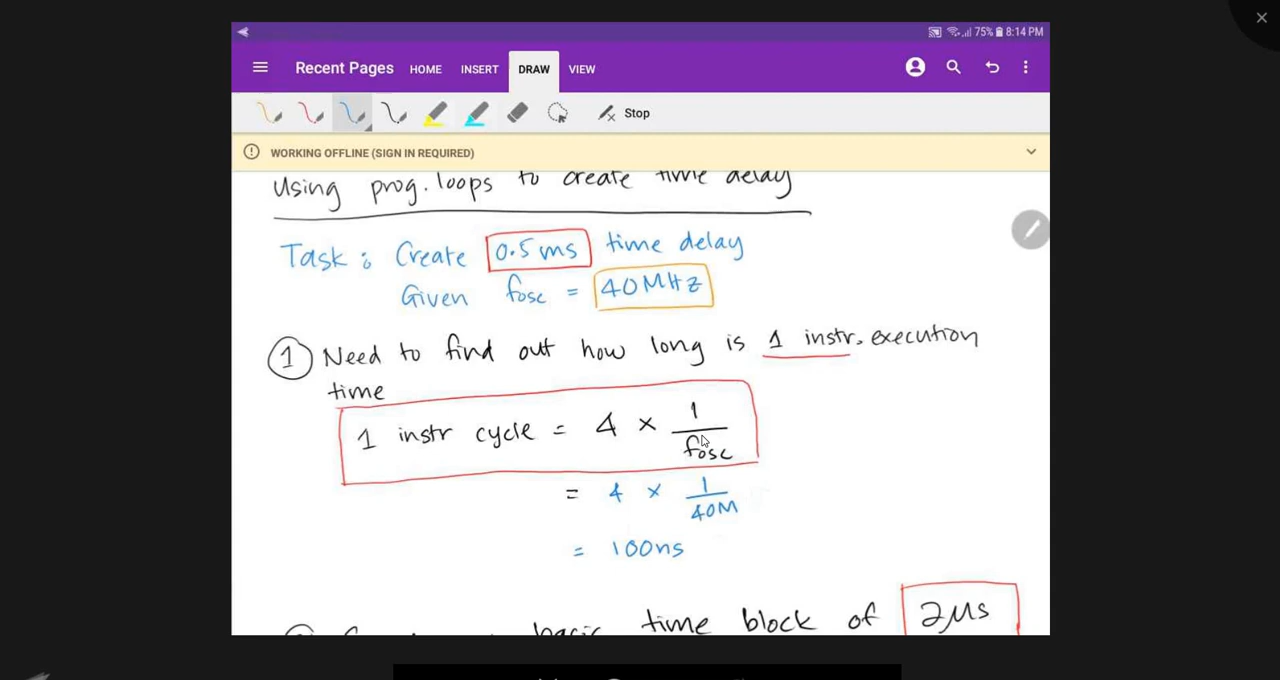 75% 8:14 PM
Recent Pages HOME INSERT DRAW VIEW
Stop
WORKING OFFLINE (SIGN IN REQUIRED)
Using prog. loops to create time delay
Task: Create 0.5ms time delay
Given fosc = 40MHz
1 Need to find out how long is 1 instr. execution
time
1 instr cycle = 4 × 1/fosc
= 4 × 1/40M
= 100ns
basic time block of 2μs